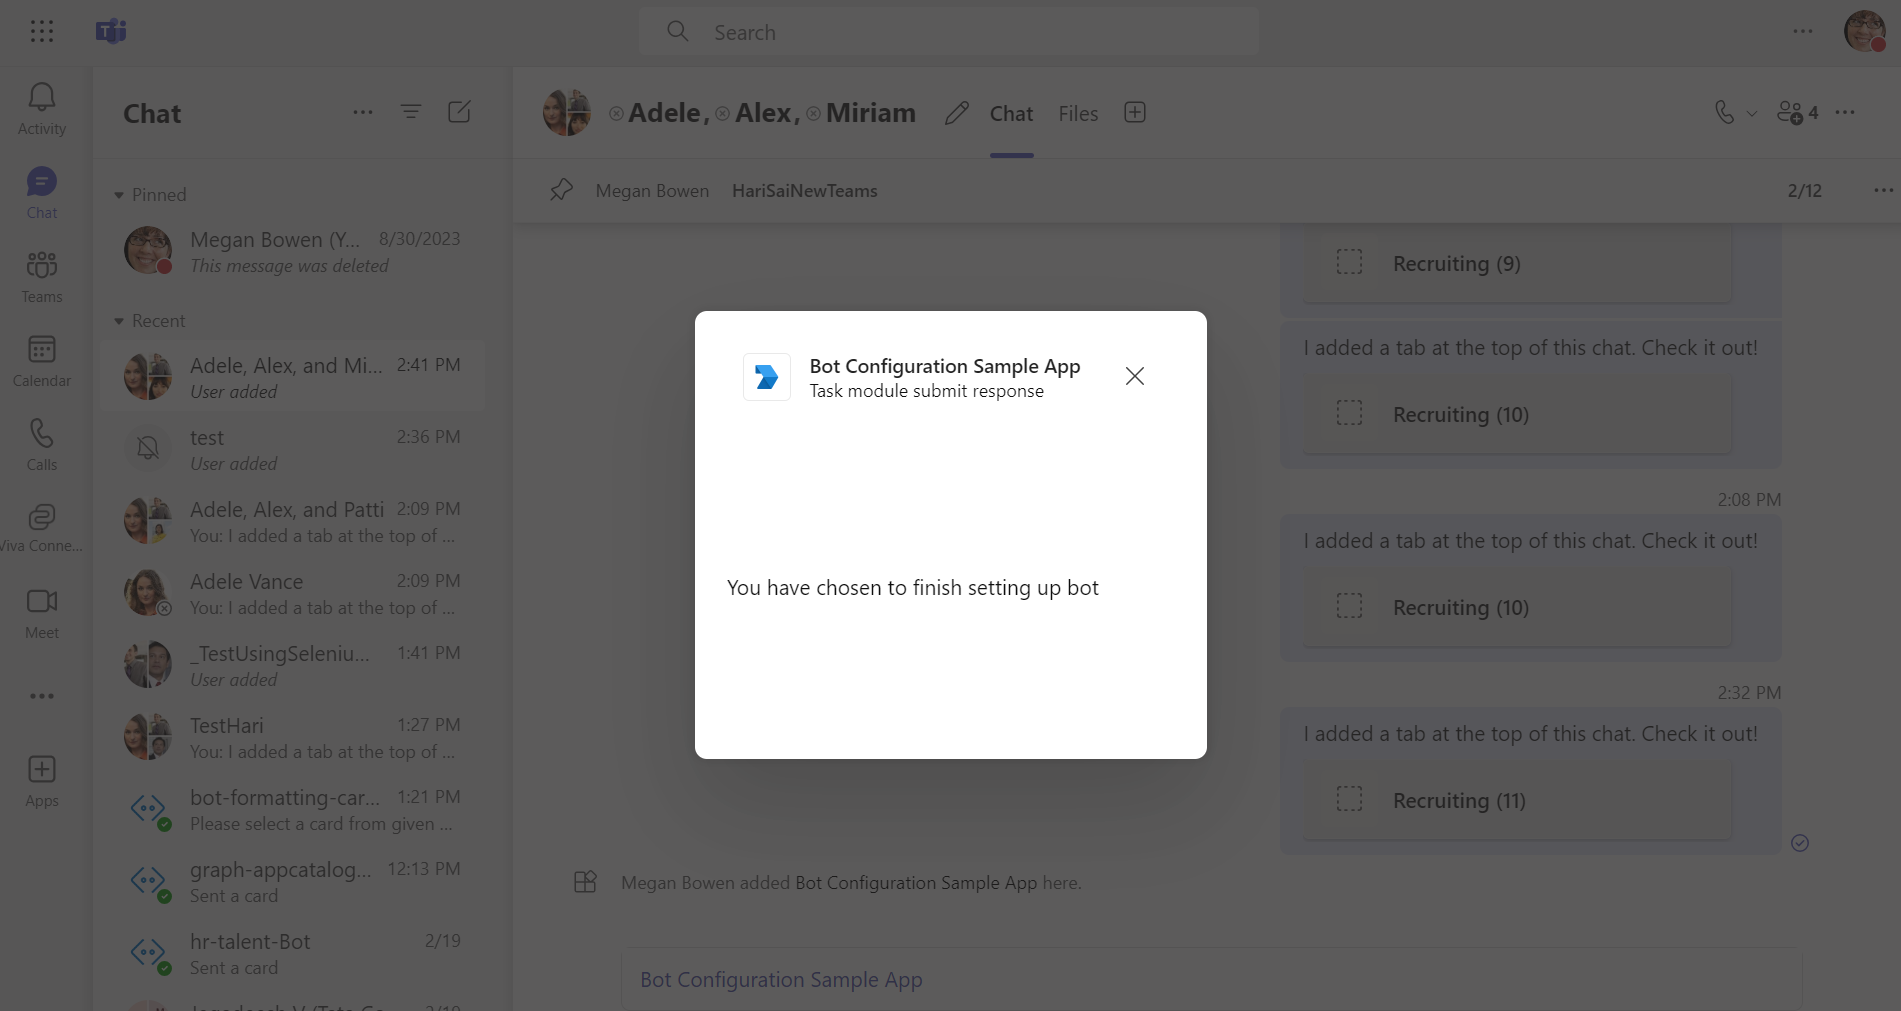 Search
Activity
Chat
Teams
Calendar
Calls
Viva Conne...
Meet
Apps
Chat
Pinned
Megan Bowen (Y... 8/30/2023
This message was deleted
Recent
Adele, Alex, and Mi... 2:41 PM
User added
test 2:36 PM
User added
Adele, Alex, and Patti 2:09 PM
You: I added a tab at the top of ...
Adele Vance 2:09 PM
You: I added a tab at the top of ...
_TestUsingSeleniu... 1:41 PM
User added
TestHari 1:27 PM
You: I added a tab at the top of ...
bot-formatting-car... 1:21 PM
Please select a card from given ...
graph-appcatalog... 12:13 PM
Sent a card
hr-talent-Bot 2/19
Sent a card
Adele, Alex, Miriam Chat Files 4
Megan Bowen HariSaiNewTeams 2/12
Recruiting (9)
I added a tab at the top of this chat. Check it out!
Recruiting (10)
2:08 PM
I added a tab at the top of this chat. Check it out!
Recruiting (10)
2:32 PM
I added a tab at the top of this chat. Check it out!
Recruiting (11)
Megan Bowen added Bot Configuration Sample App here.
Bot Configuration Sample App
Bot Configuration Sample App
Task module submit response
You have chosen to finish setting up bot